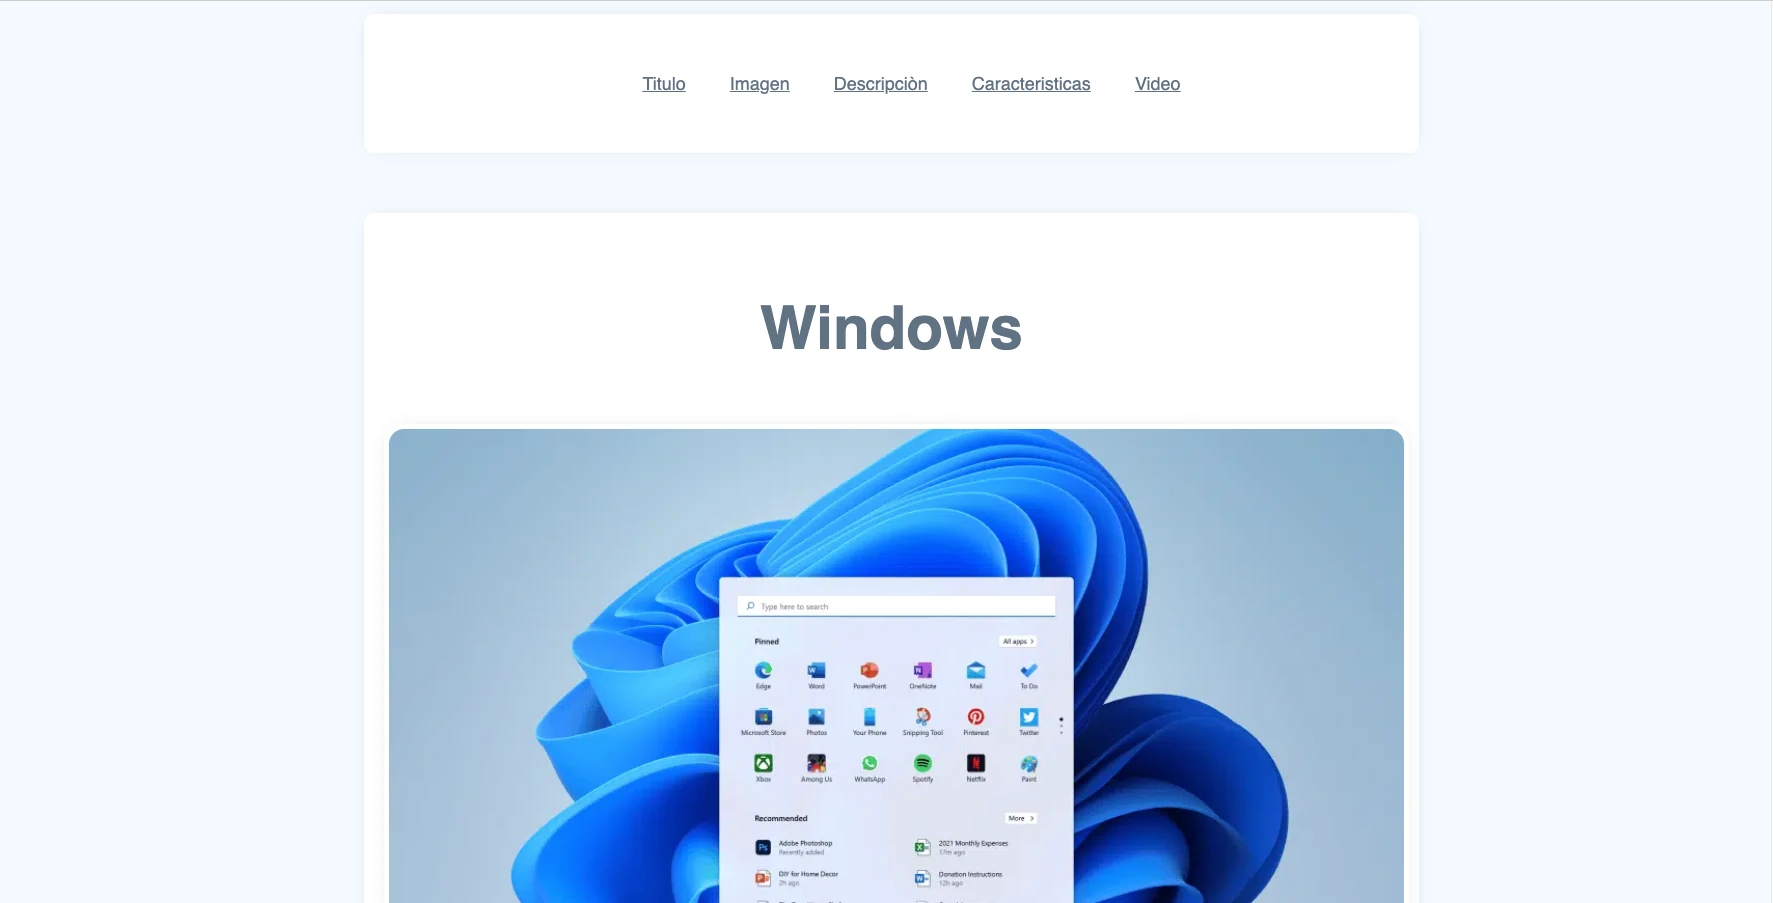 Titulo Imagen Descripciòn Caracteristicas Video
Windows
Type here to search
Pinned All apps >
Edge Word PowerPoint OneNote Mail To Do
Microsoft Store Photos Your Phone Snipping Tool Pinterest Twitter
Xbox Among Us WhatsApp Spotify Netflix Paint
Recommended More >
Adobe Photoshop 2021 Monthly Expenses
Recently added 17m ago
DIY for Home Decor Donation Instructions
2h ago 12h ago